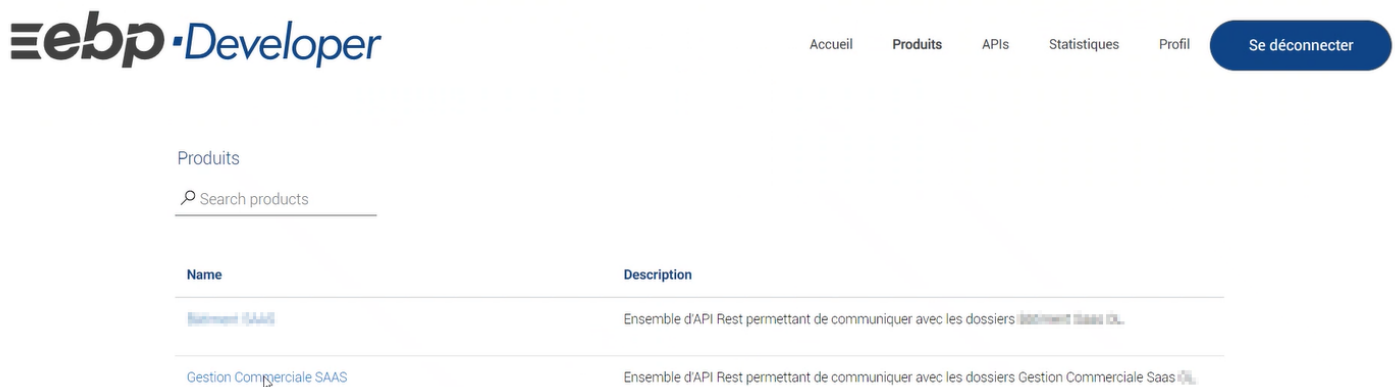 ebp·Developer
Accueil Produits APIs Statistiques Profil Se déconnecter
Produits
Search products
Name Description
Ensemble d'API Rest permettant de communiquer avec les dossiers
Gestion Commerciale SAAS Ensemble d'API Rest permettant de communiquer avec les dossiers Gestion Commerciale Saas